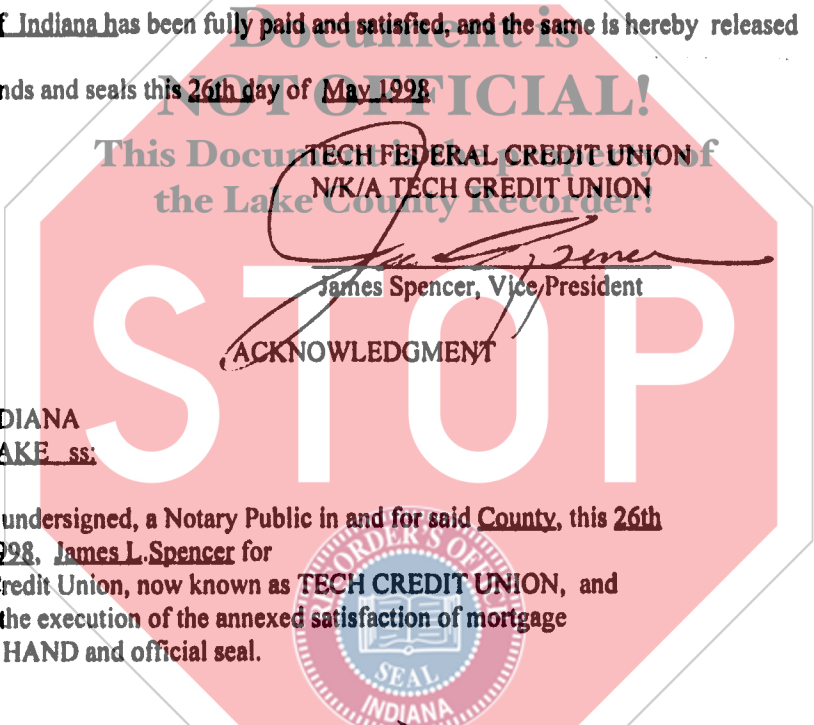 f Indiana has been fully paid and satisfied, and the same is hereby released
Document is
nds and seals this 26th day of May 1998
NOT OFFICIAL!
This Document is the property of
TECH FEDERAL CREDIT UNION
the Lake County Recorder!
N/K/A TECH CREDIT UNION
James Spencer
James Spencer, Vice President
STOP
ACKNOWLEDGMENT
DIANA
AKE ss:
undersigned, a Notary Public in and for said County, this 26th
998, James L.Spencer for
Credit Union, now known as TECH CREDIT UNION, and
the execution of the annexed satisfaction of mortgage
HAND and official seal.
RECORDER'S OFFICE
SEAL
INDIANA